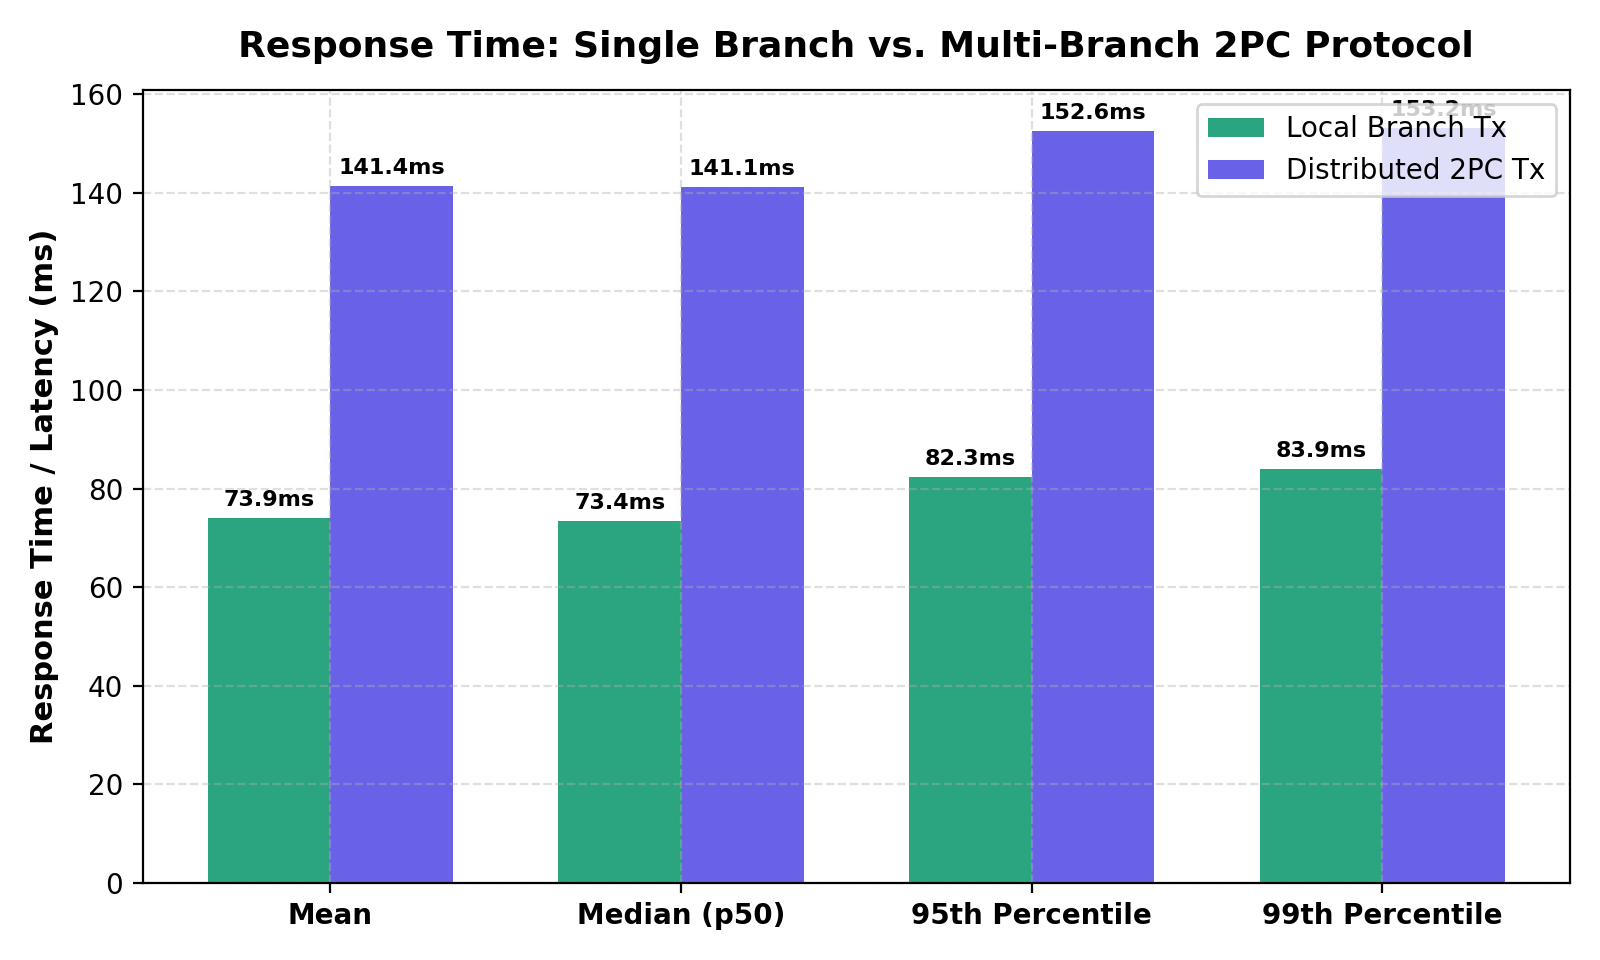 Response Time: Single Branch vs. Multi-Branch 2PC Protocol
Response Time / Latency (ms)
160
140
120
100
80
60
40
20
0
73.9ms
141.4ms
73.4ms
141.1ms
82.3ms
152.6ms
83.9ms
153.2ms
Local Branch Tx
Distributed 2PC Tx
Mean
Median (p50)
95th Percentile
99th Percentile